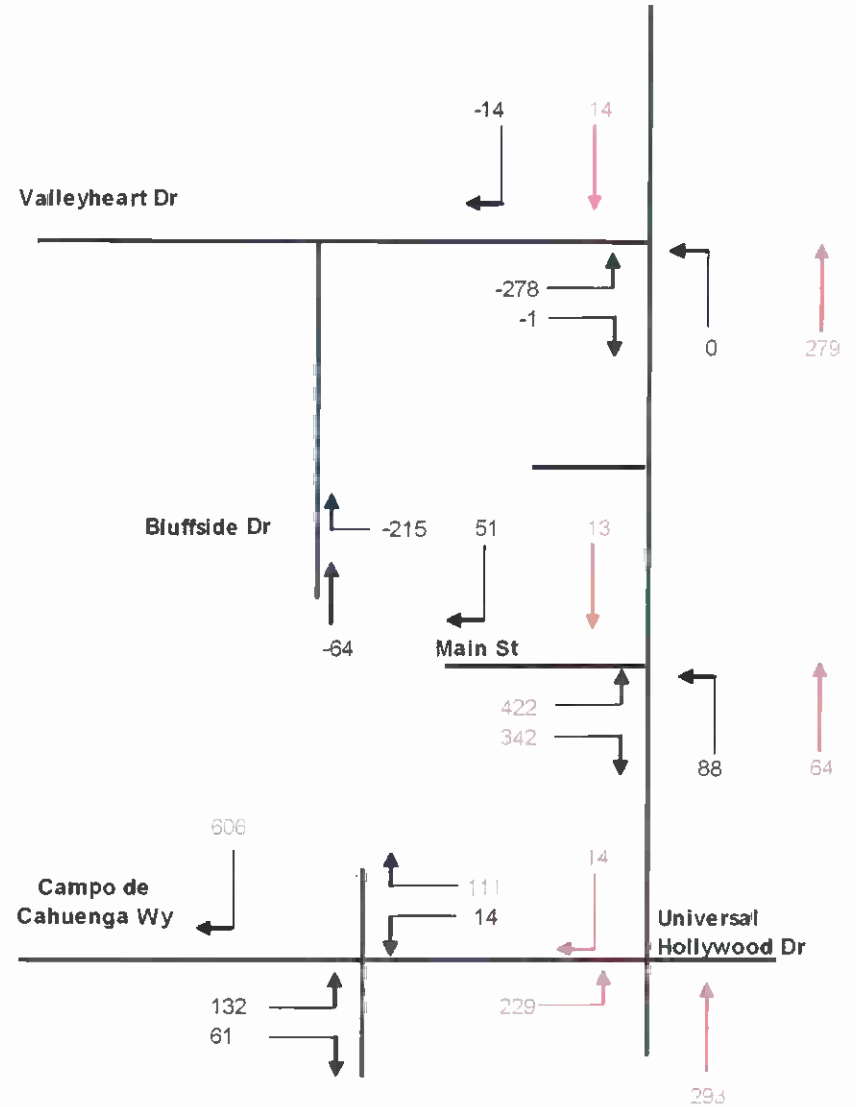 -14 14
Valleyheart Dr
-278
-1
0 279
Bluffside Dr -215 51 13
-64 Main St
422
342
88 64
606
14
Campo de
Cahuenga Wy
111
14
Universal
Hollywood Dr
132 229
61
293